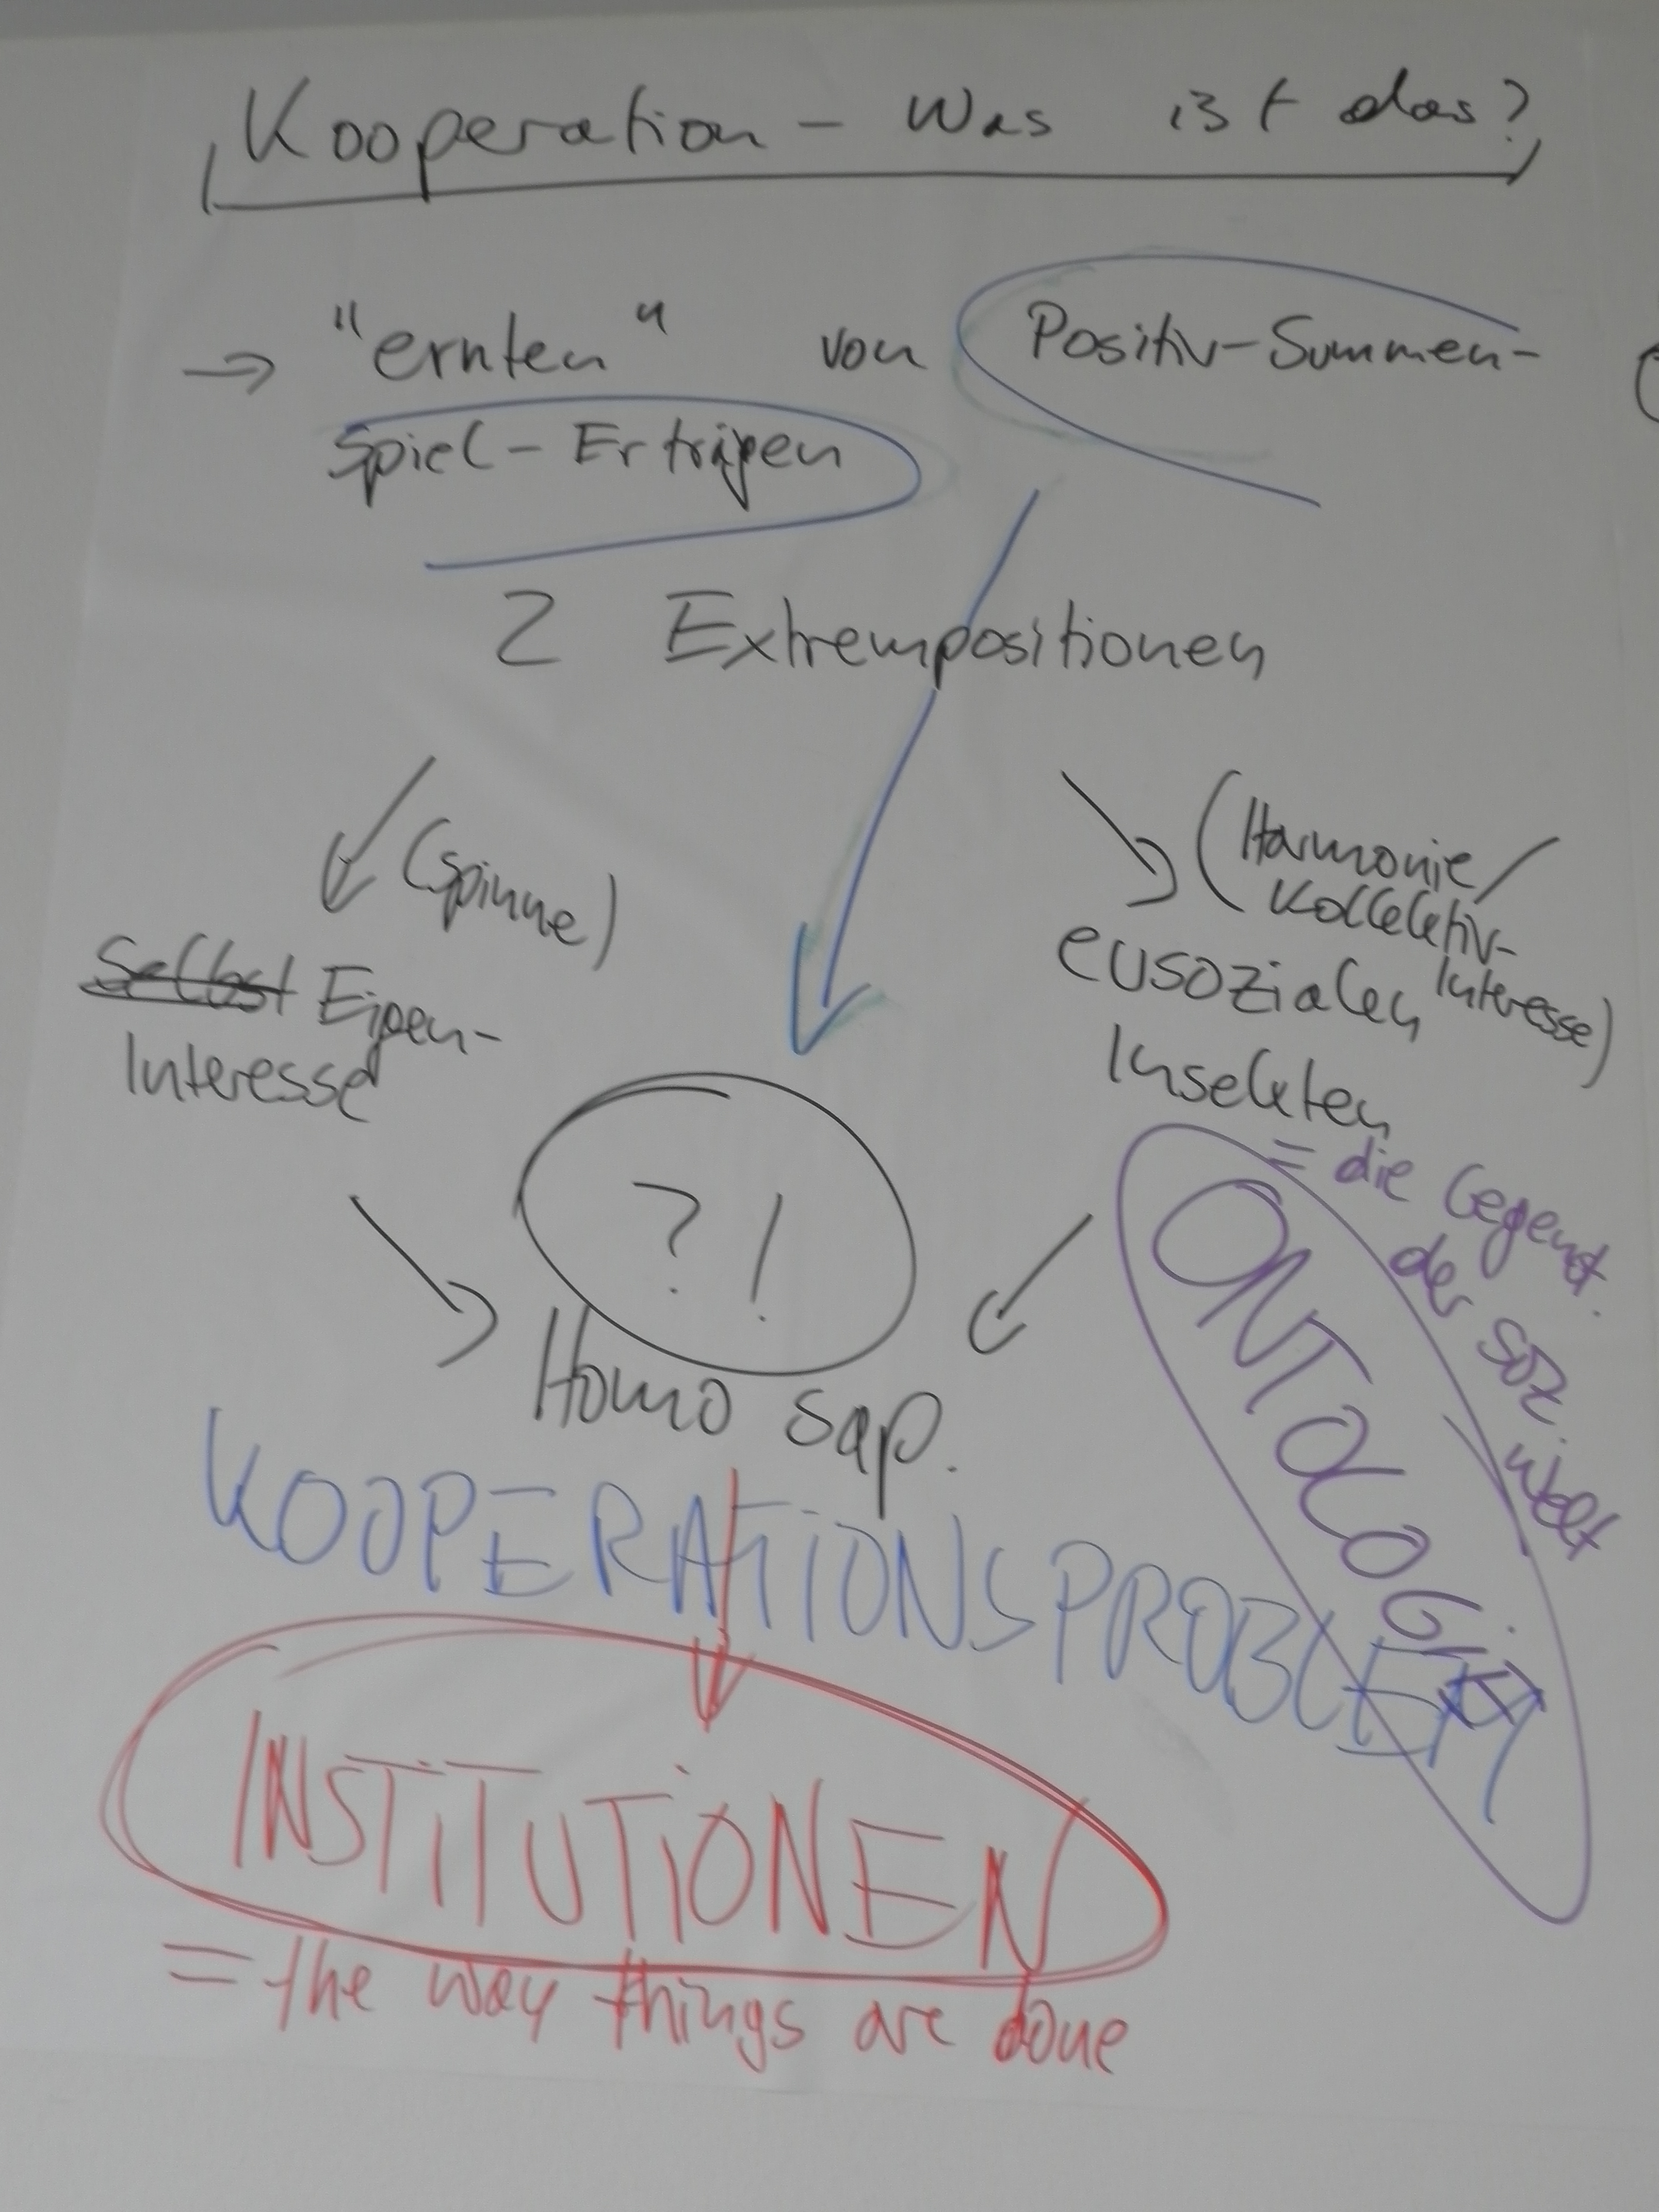 Kooperation – Was ist das?
→ "ernten" von Positiv-Summen-
Spiel-Erträgen
2 Extrempositionen
(Spinne)
Selbst Eigen-
Interesse
(Harmonie/
Kollektiv-
Interesse)
eusozialen
Insekten
?!
Homo sap.
= die Gegenst.
der soz.
Welt
ONTOLOGIE
KOOPERATIONSPROBLEM
INSTITUTIONEN
= the way things are done